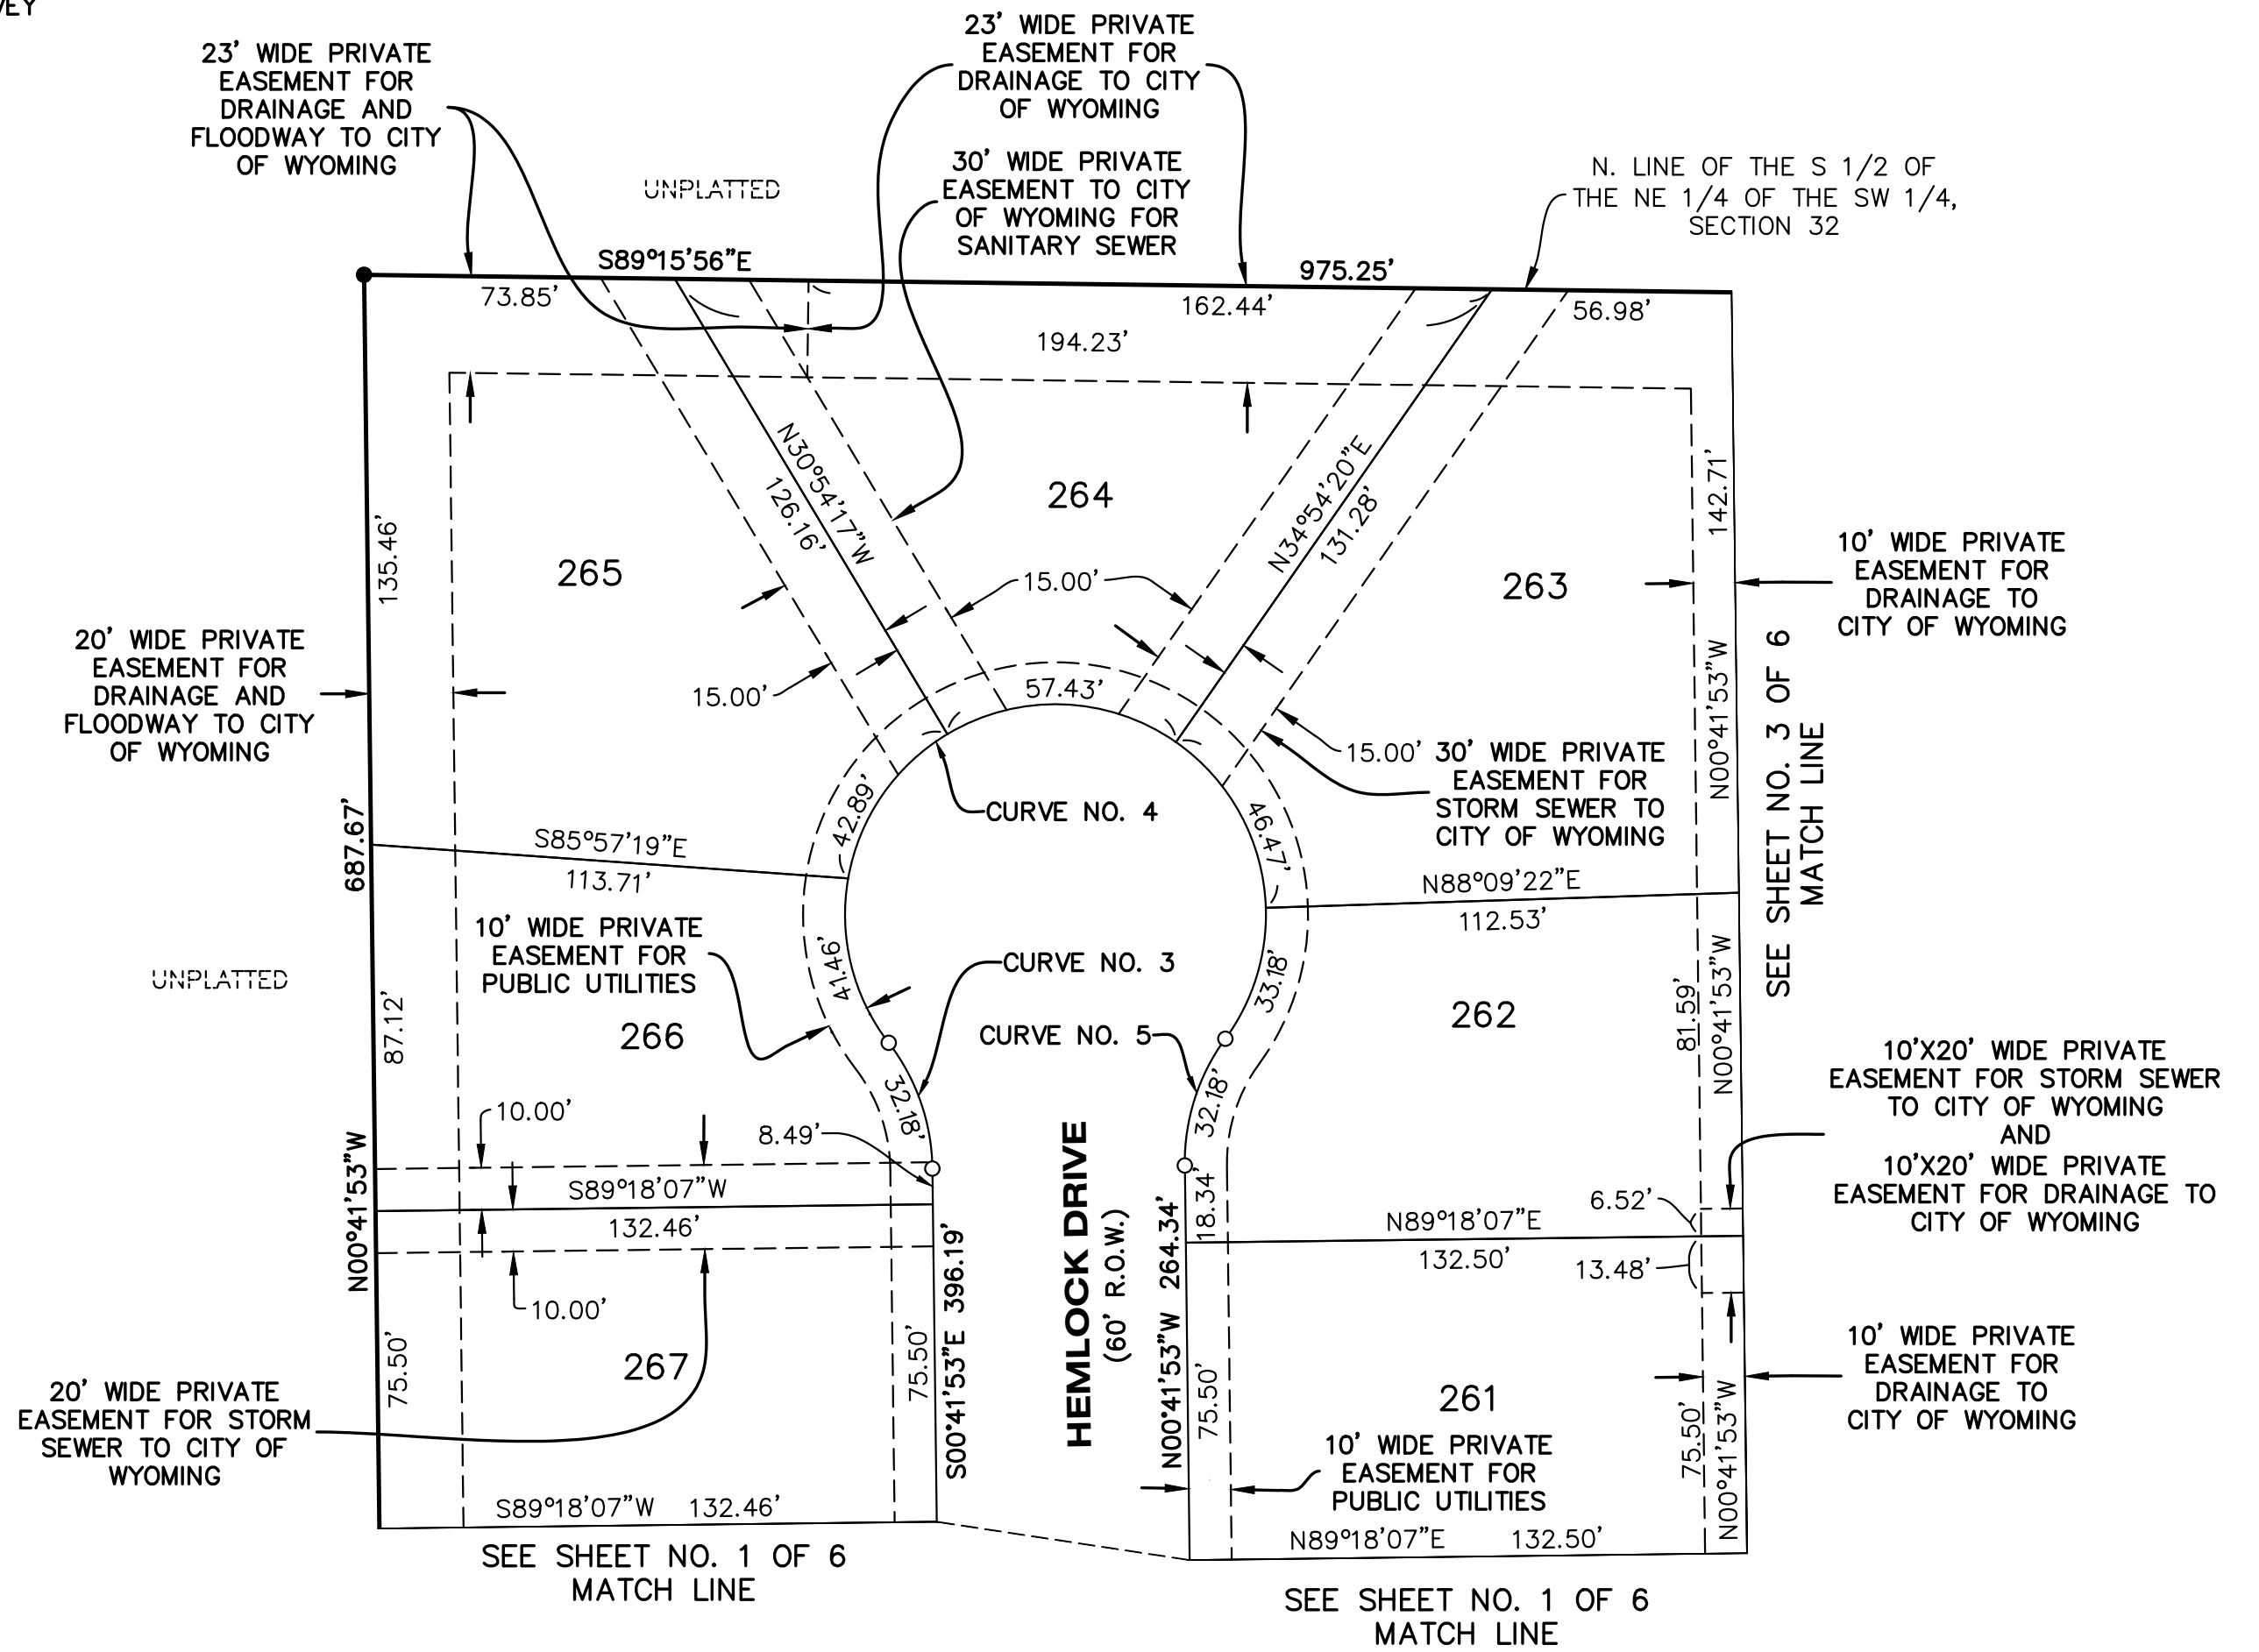 VEY
23' WIDE PRIVATE
EASEMENT FOR
DRAINAGE AND
FLOODWAY TO CITY
OF WYOMING
23' WIDE PRIVATE
EASEMENT FOR
DRAINAGE TO CITY
OF WYOMING
UNPLATTED
30' WIDE PRIVATE
EASEMENT TO CITY
OF WYOMING FOR
SANITARY SEWER
N. LINE OF THE S 1/2 OF
THE NE 1/4 OF THE SW 1/4,
SECTION 32
S89°15'56"E
975.25'
73.85'
162.44'
56.98'
194.23'
N30°54'17"W
126.16'
264
N34°54'20"E
131.28'
142.71'
135.46'
265
263
15.00'
10' WIDE PRIVATE
EASEMENT FOR
DRAINAGE TO
CITY OF WYOMING
20' WIDE PRIVATE
EASEMENT FOR
DRAINAGE AND
FLOODWAY TO CITY
OF WYOMING
15.00'
57.43'
N00°41'53"W
SEE SHEET NO. 3 OF 6
MATCH LINE
15.00'
30' WIDE PRIVATE
EASEMENT FOR
STORM SEWER TO
CITY OF WYOMING
42.89'
CURVE NO. 4
46.47'
687.67'
S85°57'19"E
113.71'
N88°09'22"E
112.53'
10' WIDE PRIVATE
EASEMENT FOR
PUBLIC UTILITIES
41.46'
CURVE NO. 3
33.18'
UNPLATTED
87.12'
266
CURVE NO. 5
262
81.59'
N00°41'53"W
10'X20' WIDE PRIVATE
EASEMENT FOR STORM SEWER
TO CITY OF WYOMING
AND
10'X20' WIDE PRIVATE
EASEMENT FOR DRAINAGE TO
CITY OF WYOMING
32.18'
32.18'
10.00'
8.49'
N00°41'53"W
S89°18'07"W
132.46'
18.34'
N89°18'07"E
132.50'
6.52'
13.48'
10.00'
S00°41'53"E 396.19'
HEMLOCK DRIVE
(60' R.O.W.)
N00°41'53"W 264.34'
75.50'
267
75.50'
75.50'
261
75.50'
N00°41'53"W
10' WIDE PRIVATE
EASEMENT FOR
DRAINAGE TO
CITY OF WYOMING
20' WIDE PRIVATE
EASEMENT FOR STORM
SEWER TO CITY OF
WYOMING
10' WIDE PRIVATE
EASEMENT FOR
PUBLIC UTILITIES
S89°18'07"W 132.46'
N89°18'07"E 132.50'
SEE SHEET NO. 1 OF 6
MATCH LINE
SEE SHEET NO. 1 OF 6
MATCH LINE